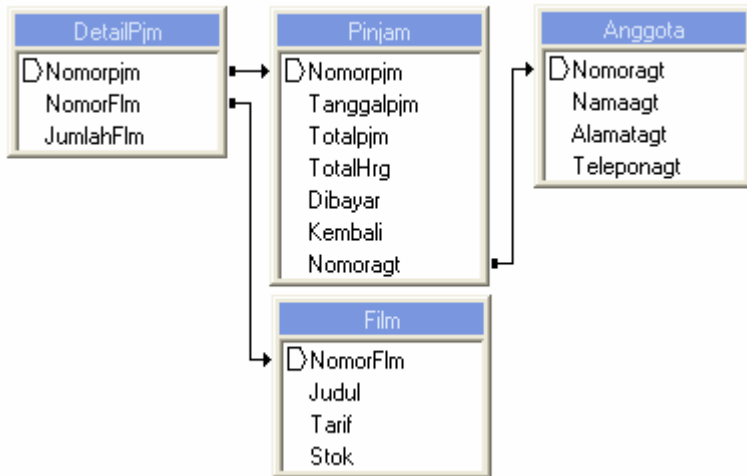 DetailPjm
Nomorpjm
NomorFlm
JumlahFlm
Pinjam
Nomorpjm
Tanggalpjm
Totalpjm
TotalHrg
Dibayar
Kembali
Nomoragt
Anggota
Nomoragt
Namaagt
Alamatagt
Teleponagt
Film
NomorFlm
Judul
Tarif
Stok